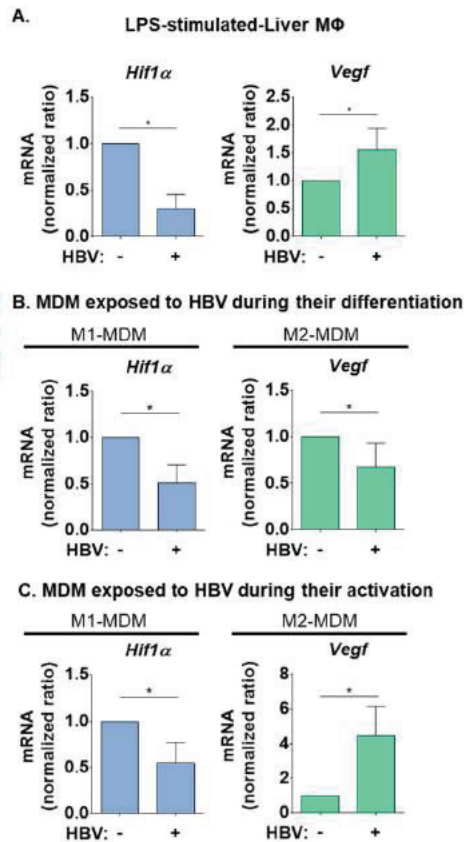 A.
LPS-stimulated-Liver MΦ
Hif1α
Vegf
mRNA
(normalized ratio)
1.5
1.0
0.5
0.0
HBV: - +
*
mRNA
(normalized ratio)
2.5
2.0
1.5
1.0
0.5
0.0
HBV: - +
*
B. MDM exposed to HBV during their differentiation
M1-MDM
M2-MDM
Hif1α
Vegf
mRNA
(normalized ratio)
1.5
1.0
0.5
0.0
HBV: - +
*
mRNA
(normalized ratio)
1.5
1.0
0.5
0.0
HBV: - +
*
C. MDM exposed to HBV during their activation
M1-MDM
M2-MDM
Hif1α
Vegf
mRNA
(normalized ratio)
1.5
1.0
0.5
0.0
HBV: - +
*
mRNA
(normalized ratio)
8
6
4
2
0
HBV: - +
*